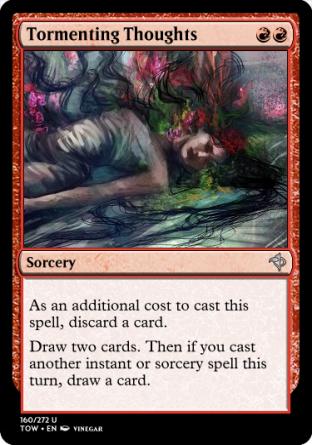 Tormenting Thoughts
Sorcery
As an additional cost to cast this
spell, discard a card.
Draw two cards. Then if you cast
another instant or sorcery spell this
turn, draw a card.
160/272 U
TOW • EN VINEGAR